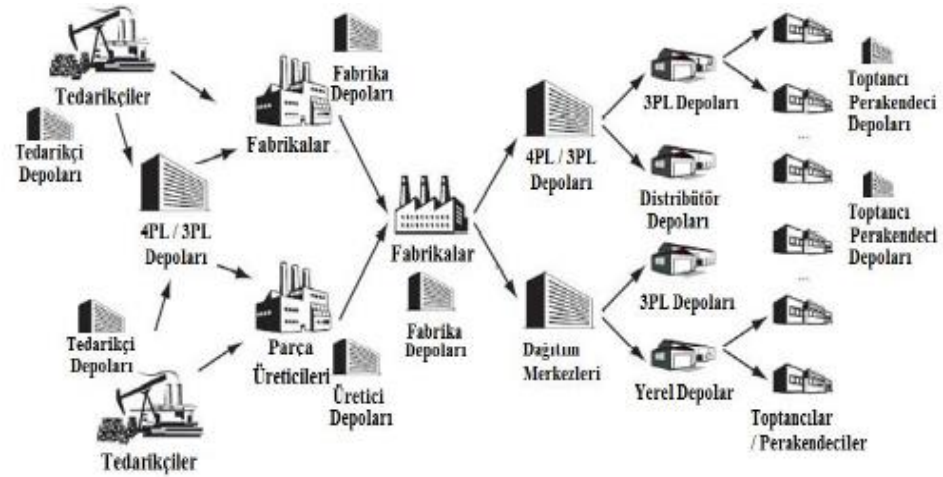 Tedarikçiler
Tedarikçi
Depoları
4PL / 3PL
Depoları
Tedarikçi
Depoları
Tedarikçiler
Fabrika
Depoları
Fabrikalar
Parça
Üreticileri
Üretici
Depoları
Fabrikalar
Fabrika
Depoları
4PL / 3PL
Depoları
Dağıtım
Merkezleri
3PL Depoları
Distribütör
Depoları
3PL Depoları
Yerel Depolar
Toptancı
Perakendeci
Depoları
...
Toptancı
Perakendeci
Depoları
...
Toptancılar
/ Perakendeciler